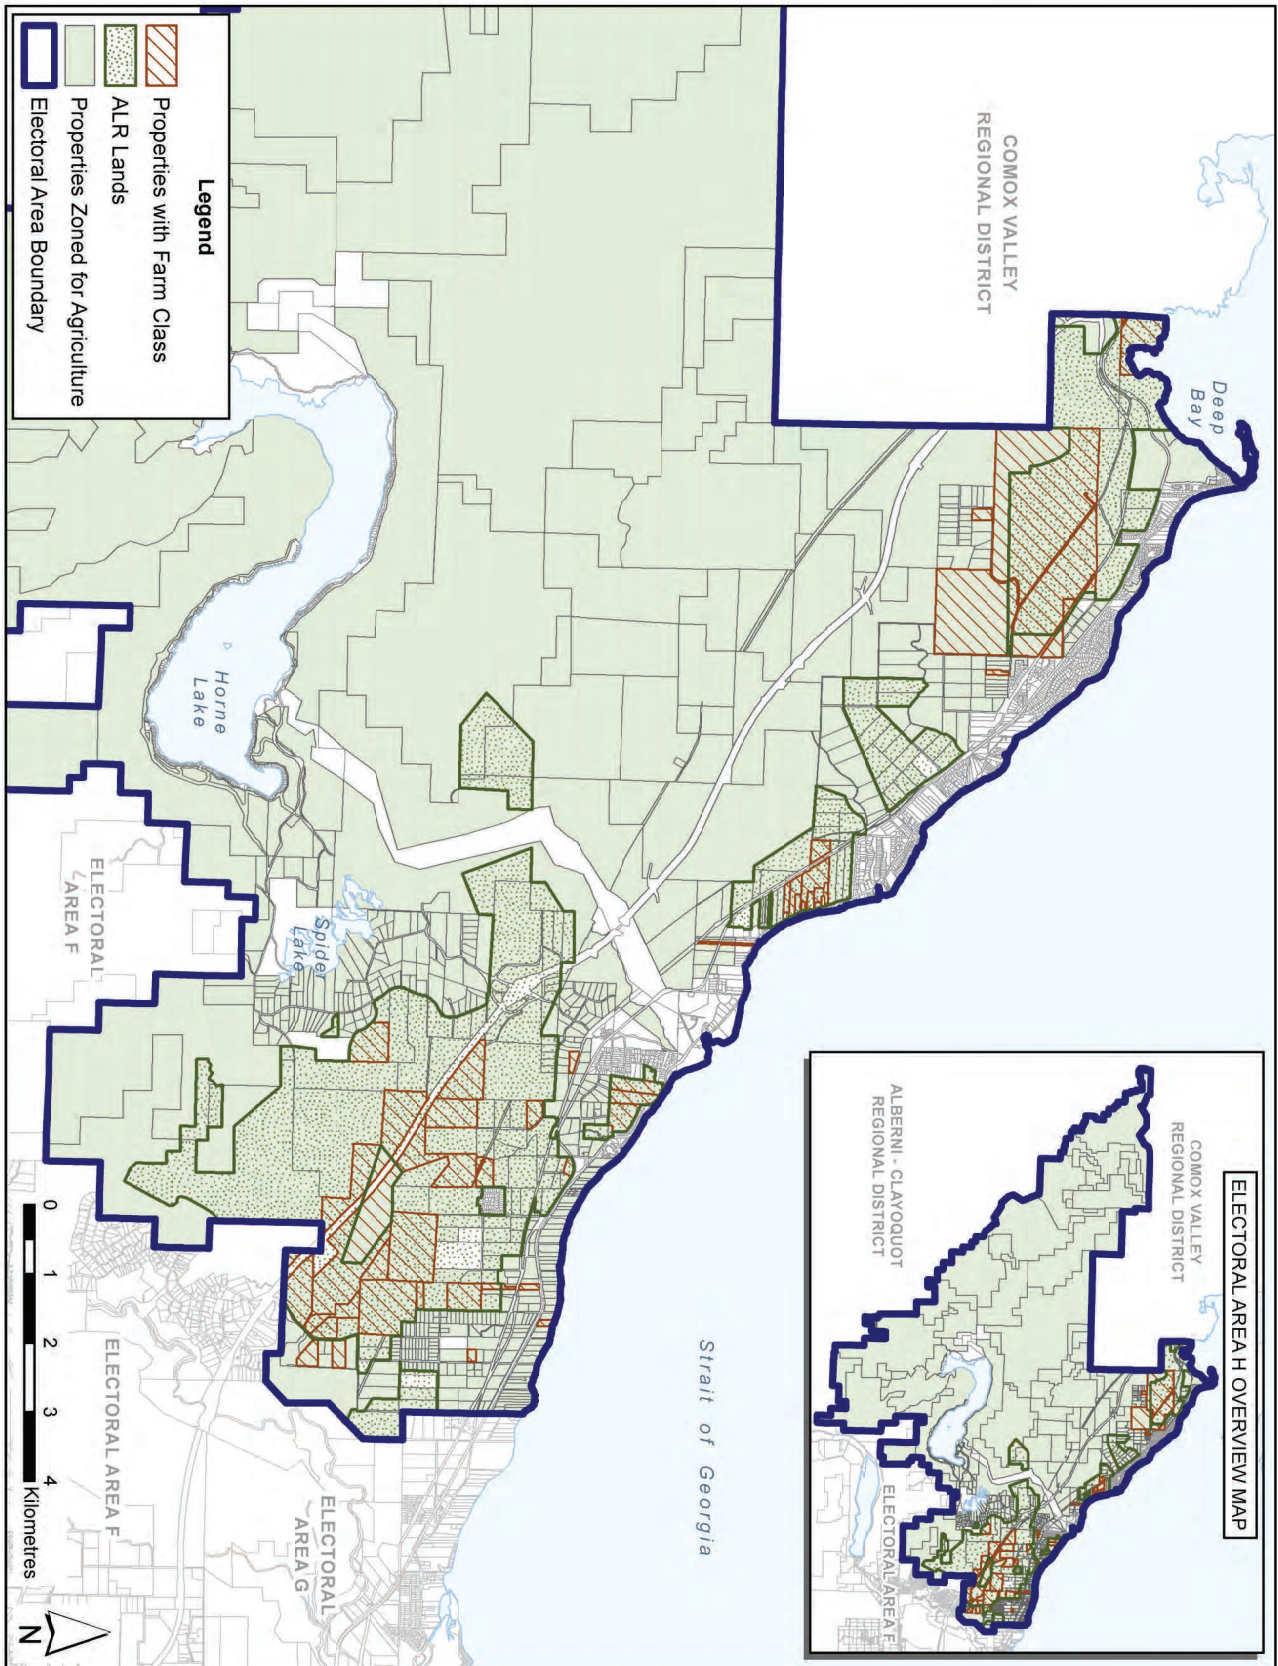 ELECTORAL AREA H OVERVIEW MAP
COMOX VALLEY
REGIONAL DISTRICT
ALBERNI - CLAYOQUOT
REGIONAL DISTRICT
ELECTORAL AREA F
COMOX VALLEY
REGIONAL DISTRICT
Deep
Bay
Strait of Georgia
Horne
Lake
Spider
Lake
ELECTORAL
AREA F
ELECTORAL AREA F
ELECTORAL
AREA G
Legend
Properties with Farm Class
ALR Lands
Properties Zoned for Agriculture
Electoral Area Boundary
0 1 2 3 4
Kilometres
N